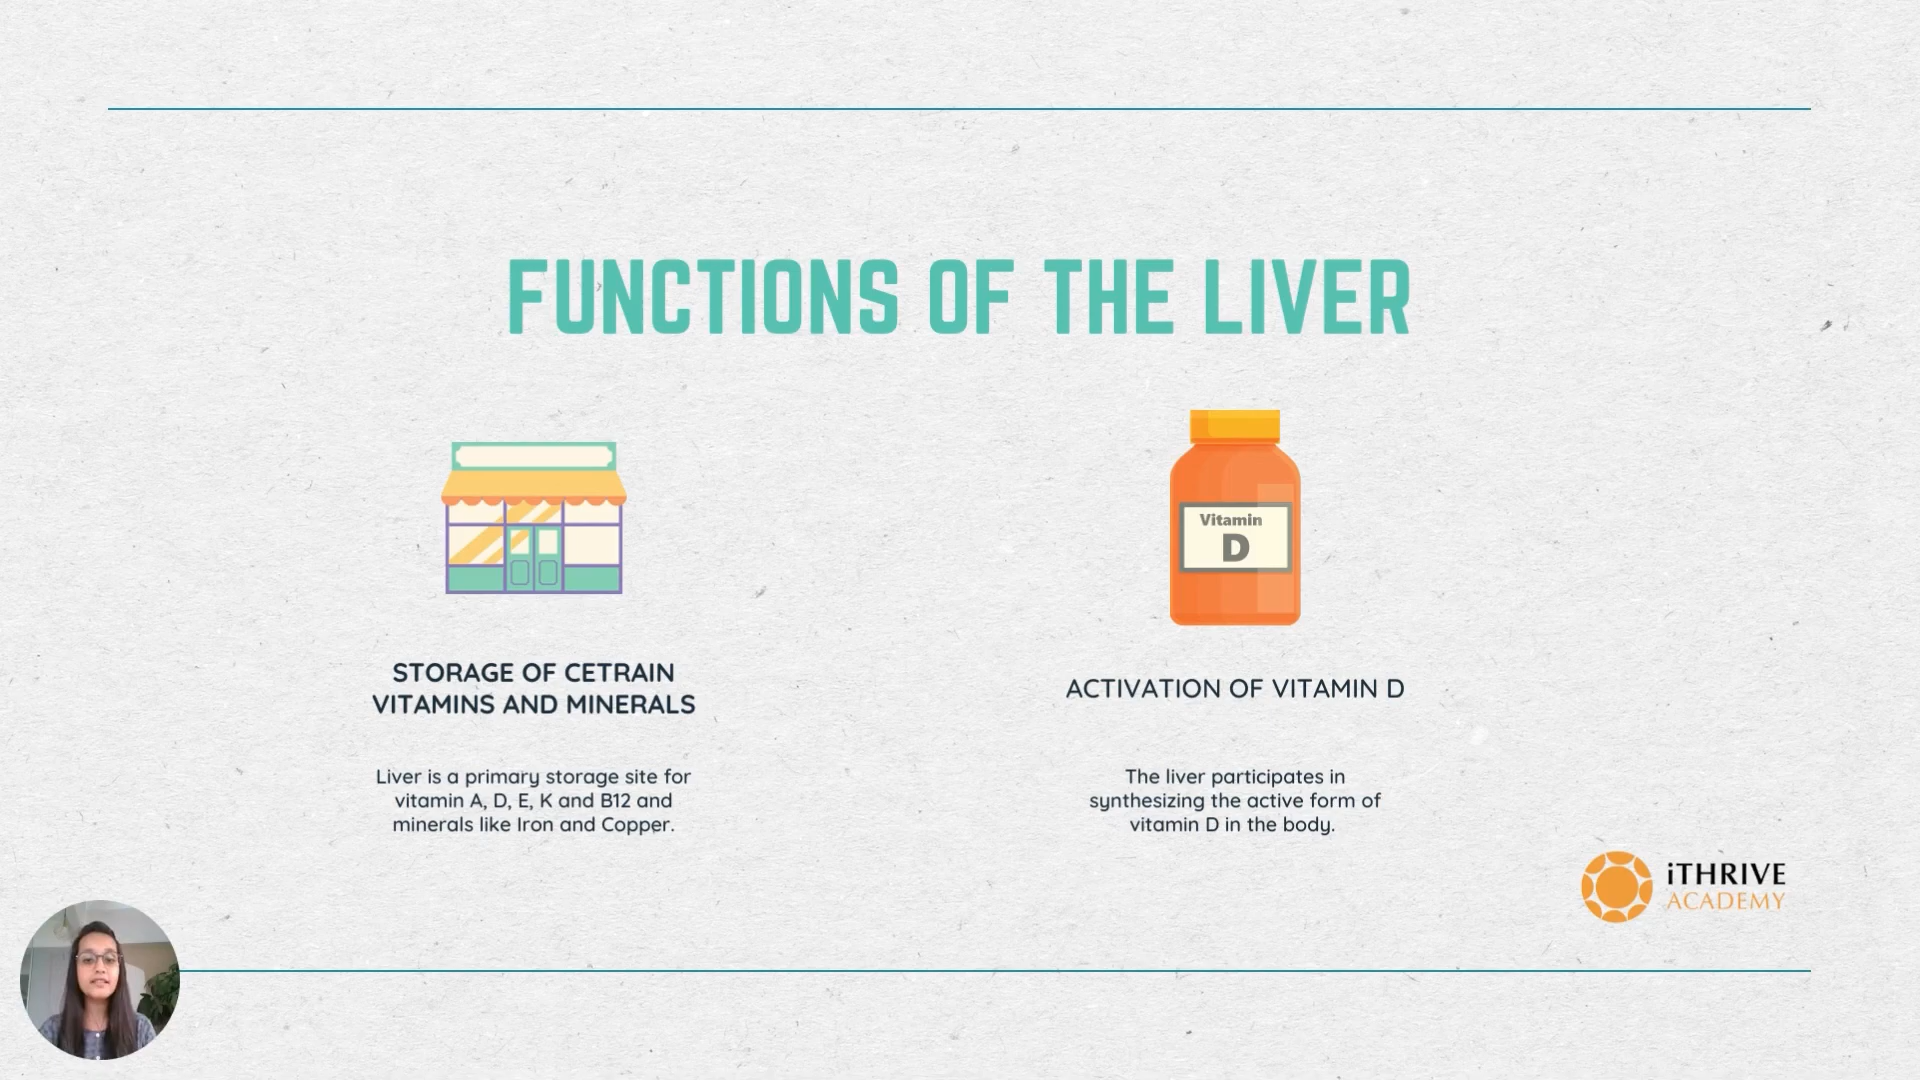 FUNCTIONS OF THE LIVER
Vitamin
D
STORAGE OF CETRAIN
VITAMINS AND MINERALS
Liver is a primary storage site for
vitamin A, D, E, K and B12 and
minerals like Iron and Copper.
ACTIVATION OF VITAMIN D
The liver participates in
synthesizing the active form of
vitamin D in the body.
iTHRIVE
ACADEMY